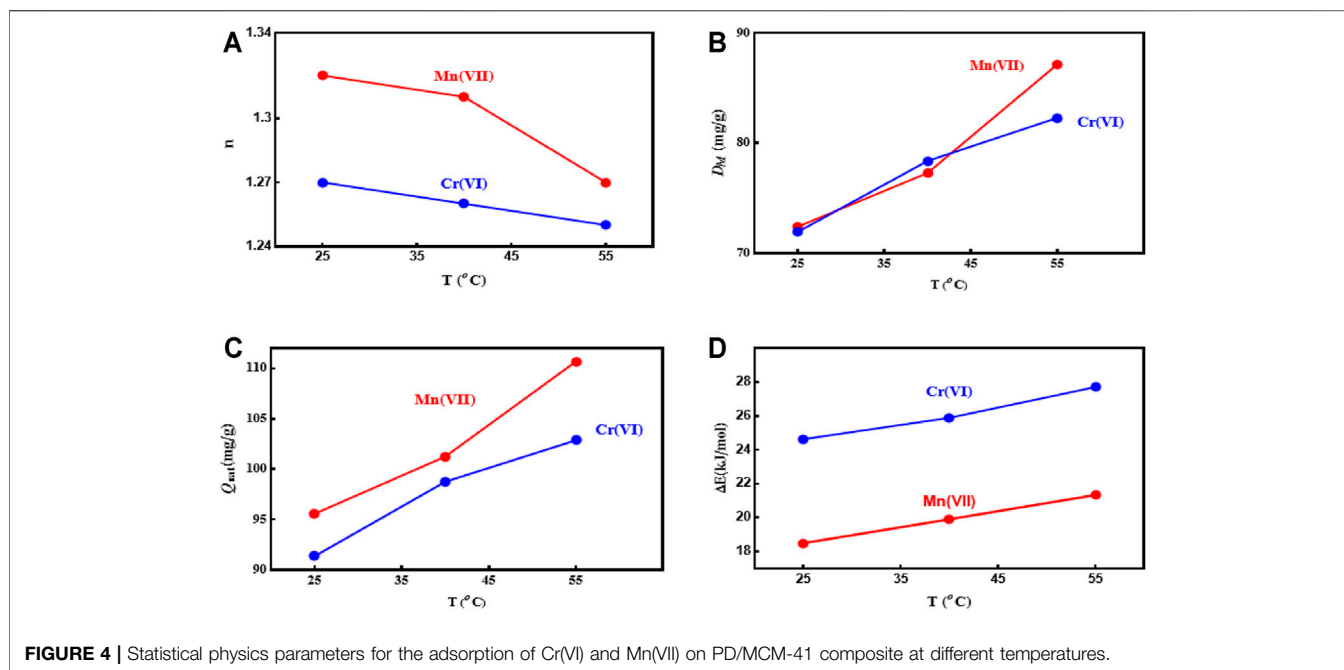 A
1.34
1.3
1.27
1.24
n
Mn(VII)
Cr(VI)
25 35 45 55
T (°C)
B
90
80
70
D_M (mg/g)
Mn(VII)
Cr(VI)
25 35 45 55
T (°C)
C
110
105
100
95
90
Q_sat (mg/g)
Mn(VII)
Cr(VI)
25 35 45 55
T (°C)
D
28
26
24
22
20
18
ΔE(kJ/mol)
Cr(VI)
Mn(VII)
25 35 45 55
T (°C)
FIGURE 4 | Statistical physics parameters for the adsorption of Cr(VI) and Mn(VII) on PD/MCM-41 composite at different temperatures.